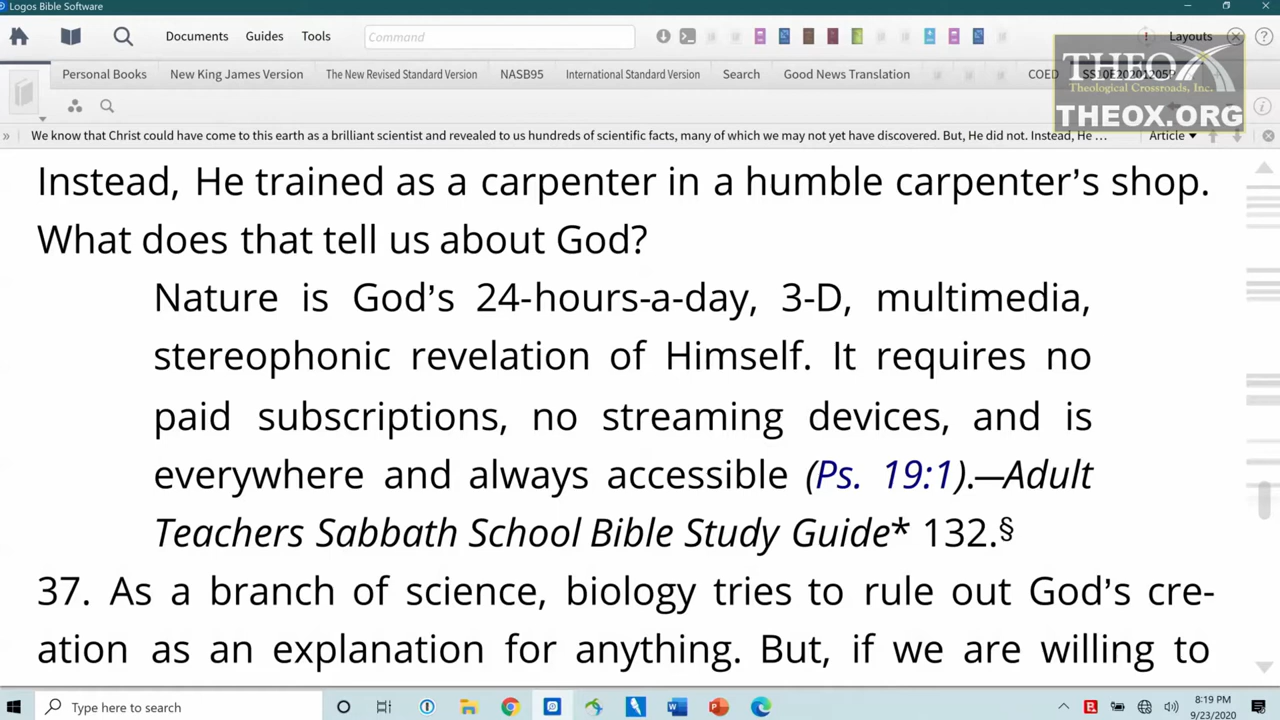 Logos Bible Software
Documents Guides Tools Command Layouts
Personal Books New King James Version The New Revised Standard Version NASB95 International Standard Version Search Good News Translation COED
THEO
Theological Crossroads, Inc.
THEOX.ORG
» We know that Christ could have come to this earth as a brilliant scientist and revealed to us hundreds of scientific facts, many of which we may not yet have discovered. But, He did not. Instead, He ... Article
Instead, He trained as a carpenter in a humble carpenter's shop.
What does that tell us about God?
Nature is God's 24-hours-a-day, 3-D, multimedia,
stereophonic revelation of Himself. It requires no
paid subscriptions, no streaming devices, and is
everywhere and always accessible (Ps. 19:1).—Adult
Teachers Sabbath School Bible Study Guide* 132.§
37. As a branch of science, biology tries to rule out God's cre-
ation as an explanation for anything. But, if we are willing to
Type here to search
8:19 PM
9/23/2020